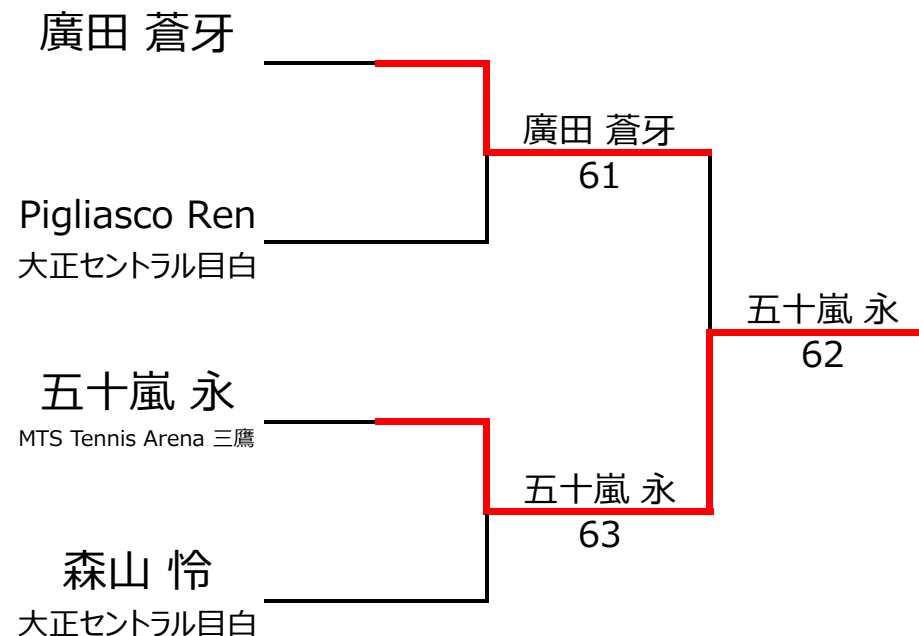 廣田 蒼牙
Pigliasco Ren
大正セントラル目白
五十嵐 永
MTS Tennis Arena 三鷹
森山 怜
大正セントラル目白
廣田 蒼牙
61
五十嵐 永
63
五十嵐 永
62